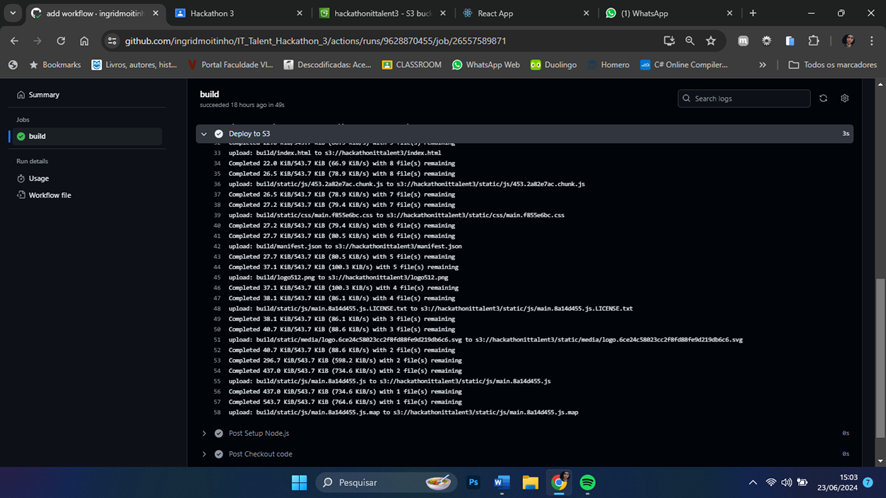 add workflow · ingridmoitinho/
Hackathon 3
hackathonittalent3 - S3 buck
React App
(1) WhatsApp
github.com/ingridmoitinho/IT_Talent_Hackathon_3/actions/runs/9628870455/job/26557589871
Bookmarks
Livros, autores, hist...
Portal Faculdade VI...
Descodificadas: Ace...
CLASSROOM
WhatsApp Web
Duolingo
Homero
C# Online Compiler...
Todos os marcadores
Summary
Jobs
build
Run details
Usage
Workflow file
build
succeeded 18 hours ago in 49s
Search logs
Deploy to S3
3s
33 upload: build/index.html to s3://hackathonittalent3/index.html
34 Completed 22.0 KiB/543.7 KiB (66.9 KiB/s) with 8 file(s) remaining
35 Completed 26.5 KiB/543.7 KiB (78.9 KiB/s) with 8 file(s) remaining
36 upload: build/static/js/453.2a82e7ac.chunk.js to s3://hackathonittalent3/static/js/453.2a82e7ac.chunk.js
37 Completed 26.5 KiB/543.7 KiB (78.9 KiB/s) with 7 file(s) remaining
38 Completed 27.2 KiB/543.7 KiB (79.4 KiB/s) with 7 file(s) remaining
39 upload: build/static/css/main.f855e6bc.css to s3://hackathonittalent3/static/css/main.f855e6bc.css
40 Completed 27.2 KiB/543.7 KiB (79.4 KiB/s) with 6 file(s) remaining
41 Completed 27.7 KiB/543.7 KiB (80.5 KiB/s) with 6 file(s) remaining
42 upload: build/manifest.json to s3://hackathonittalent3/manifest.json
43 Completed 27.7 KiB/543.7 KiB (80.5 KiB/s) with 5 file(s) remaining
44 Completed 37.1 KiB/543.7 KiB (100.3 KiB/s) with 5 file(s) remaining
45 upload: build/logo512.png to s3://hackathonittalent3/logo512.png
46 Completed 37.1 KiB/543.7 KiB (100.3 KiB/s) with 4 file(s) remaining
47 Completed 38.1 KiB/543.7 KiB (86.1 KiB/s) with 4 file(s) remaining
48 upload: build/static/js/main.8a14d455.js.LICENSE.txt to s3://hackathonittalent3/static/js/main.8a14d455.js.LICENSE.txt
49 Completed 38.1 KiB/543.7 KiB (86.1 KiB/s) with 3 file(s) remaining
50 Completed 40.7 KiB/543.7 KiB (88.6 KiB/s) with 3 file(s) remaining
51 upload: build/static/media/logo.6ce24c58023cc2f8fd88fe9d219db6c6.svg to s3://hackathonittalent3/static/media/logo.6ce24c58023cc2f8fd88fe9d219db6c6.svg
52 Completed 40.7 KiB/543.7 KiB (88.6 KiB/s) with 2 file(s) remaining
53 Completed 296.7 KiB/543.7 KiB (598.2 KiB/s) with 2 file(s) remaining
54 Completed 437.0 KiB/543.7 KiB (734.6 KiB/s) with 2 file(s) remaining
55 upload: build/static/js/main.8a14d455.js to s3://hackathonittalent3/static/js/main.8a14d455.js
56 Completed 437.0 KiB/543.7 KiB (734.6 KiB/s) with 1 file(s) remaining
57 Completed 543.7 KiB/543.7 KiB (764.6 KiB/s) with 1 file(s) remaining
58 upload: build/static/js/main.8a14d455.js.map to s3://hackathonittalent3/static/js/main.8a14d455.js.map
Post Setup Node.js
0s
Post Checkout code
0s
Pesquisar
Ps
15:03
23/06/2024
7